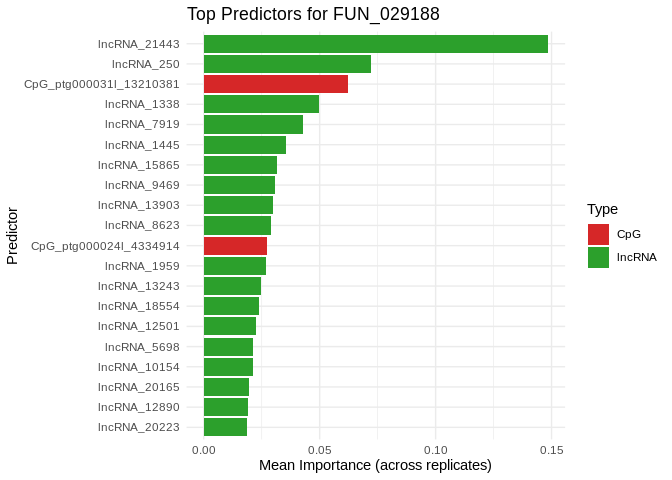 Top Predictors for FUN_029188
Predictor
lncRNA_21443
lncRNA_250
CpG_ptg000031l_13210381
lncRNA_1338
lncRNA_7919
lncRNA_1445
lncRNA_15865
lncRNA_9469
lncRNA_13903
lncRNA_8623
CpG_ptg000024l_4334914
lncRNA_1959
lncRNA_13243
lncRNA_18554
lncRNA_12501
lncRNA_5698
lncRNA_10154
lncRNA_20165
lncRNA_12890
lncRNA_20223
0.00 0.05 0.10 0.15
Mean Importance (across replicates)
Type
CpG
lncRNA